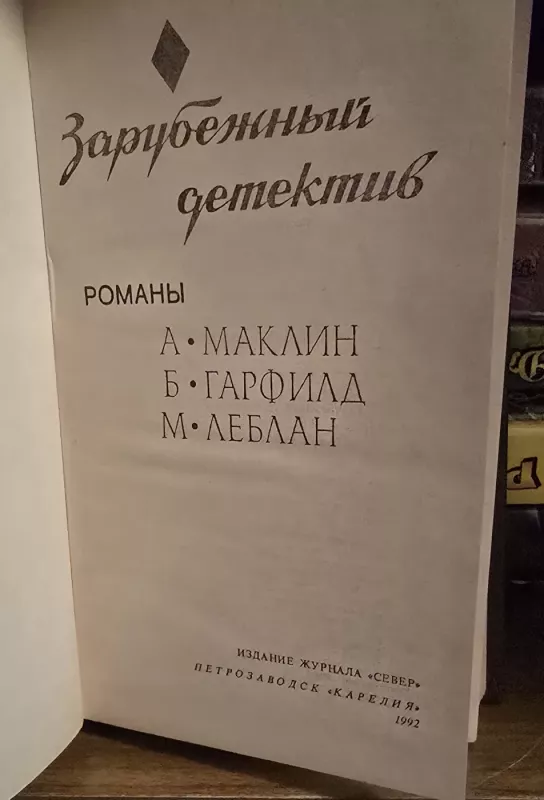 Зарубежный
детектив
РОМАНЫ
А • МАКЛИН
Б • ГАРФИЛД
М • ЛЕБЛАН
ИЗДАНИЕ ЖУРНАЛА «СЕВЕР»
ПЕТРОЗАВОДСК «КАРЕЛИЯ»
1992